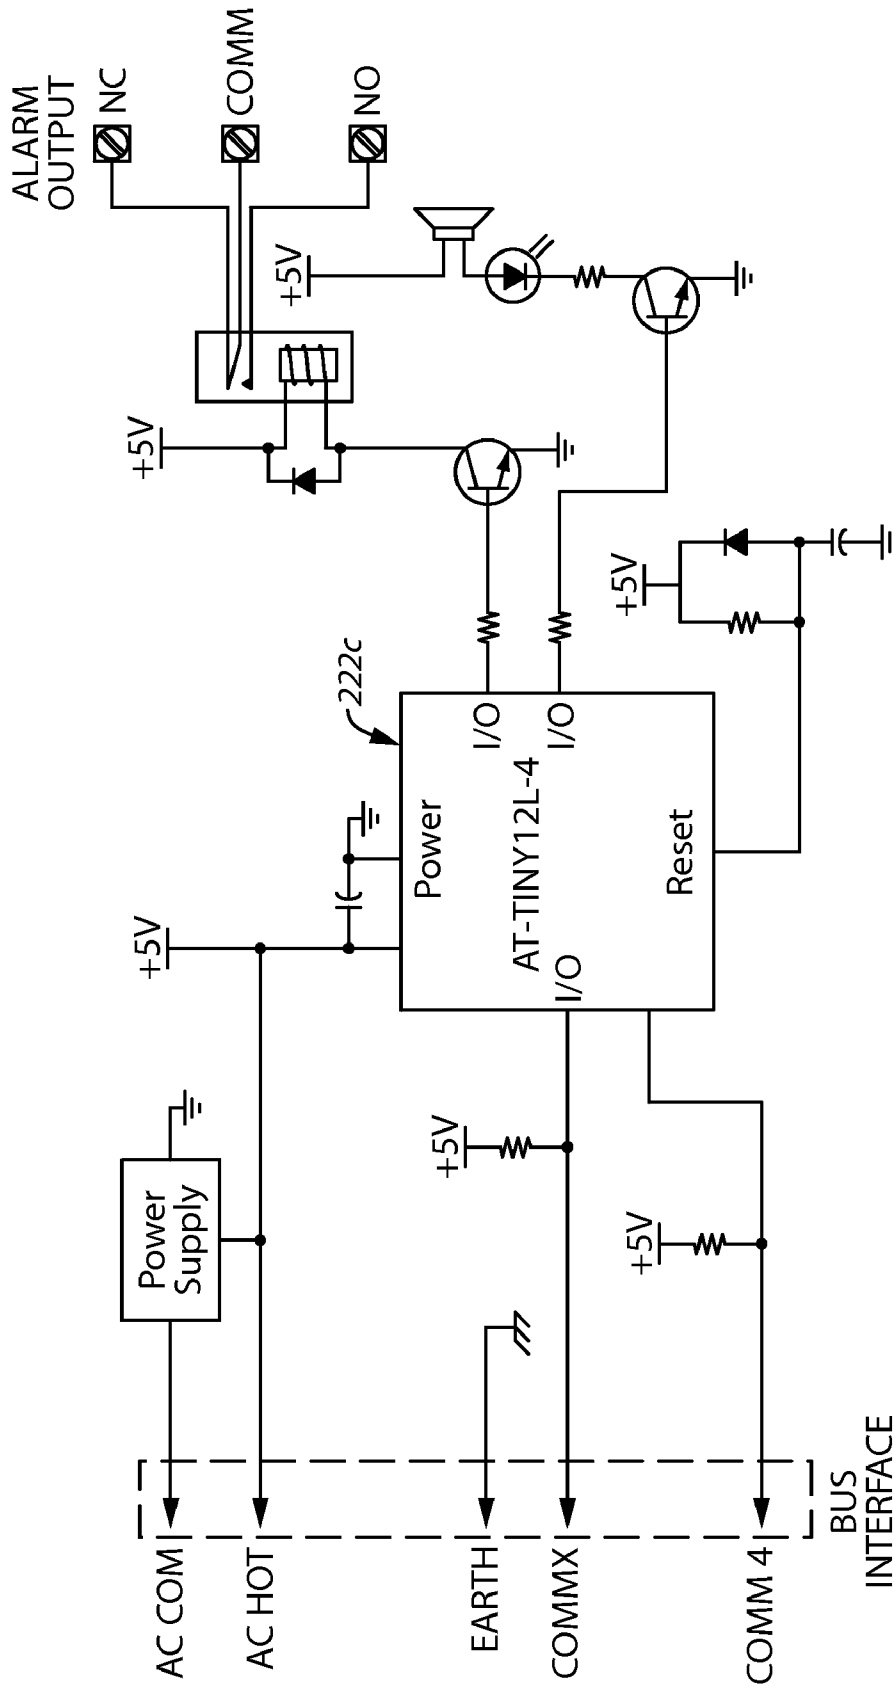 AC COM
AC HOT
EARTH
COMMX
COMM 4
BUS
INTERFACE
Power
Supply
+5V
+5V
+5V
Power
AT-TINY12L-4
I/O
Reset
I/O
I/O
222c
+5V
+5V
+5V
ALARM
OUTPUT
NC
COMM
NO